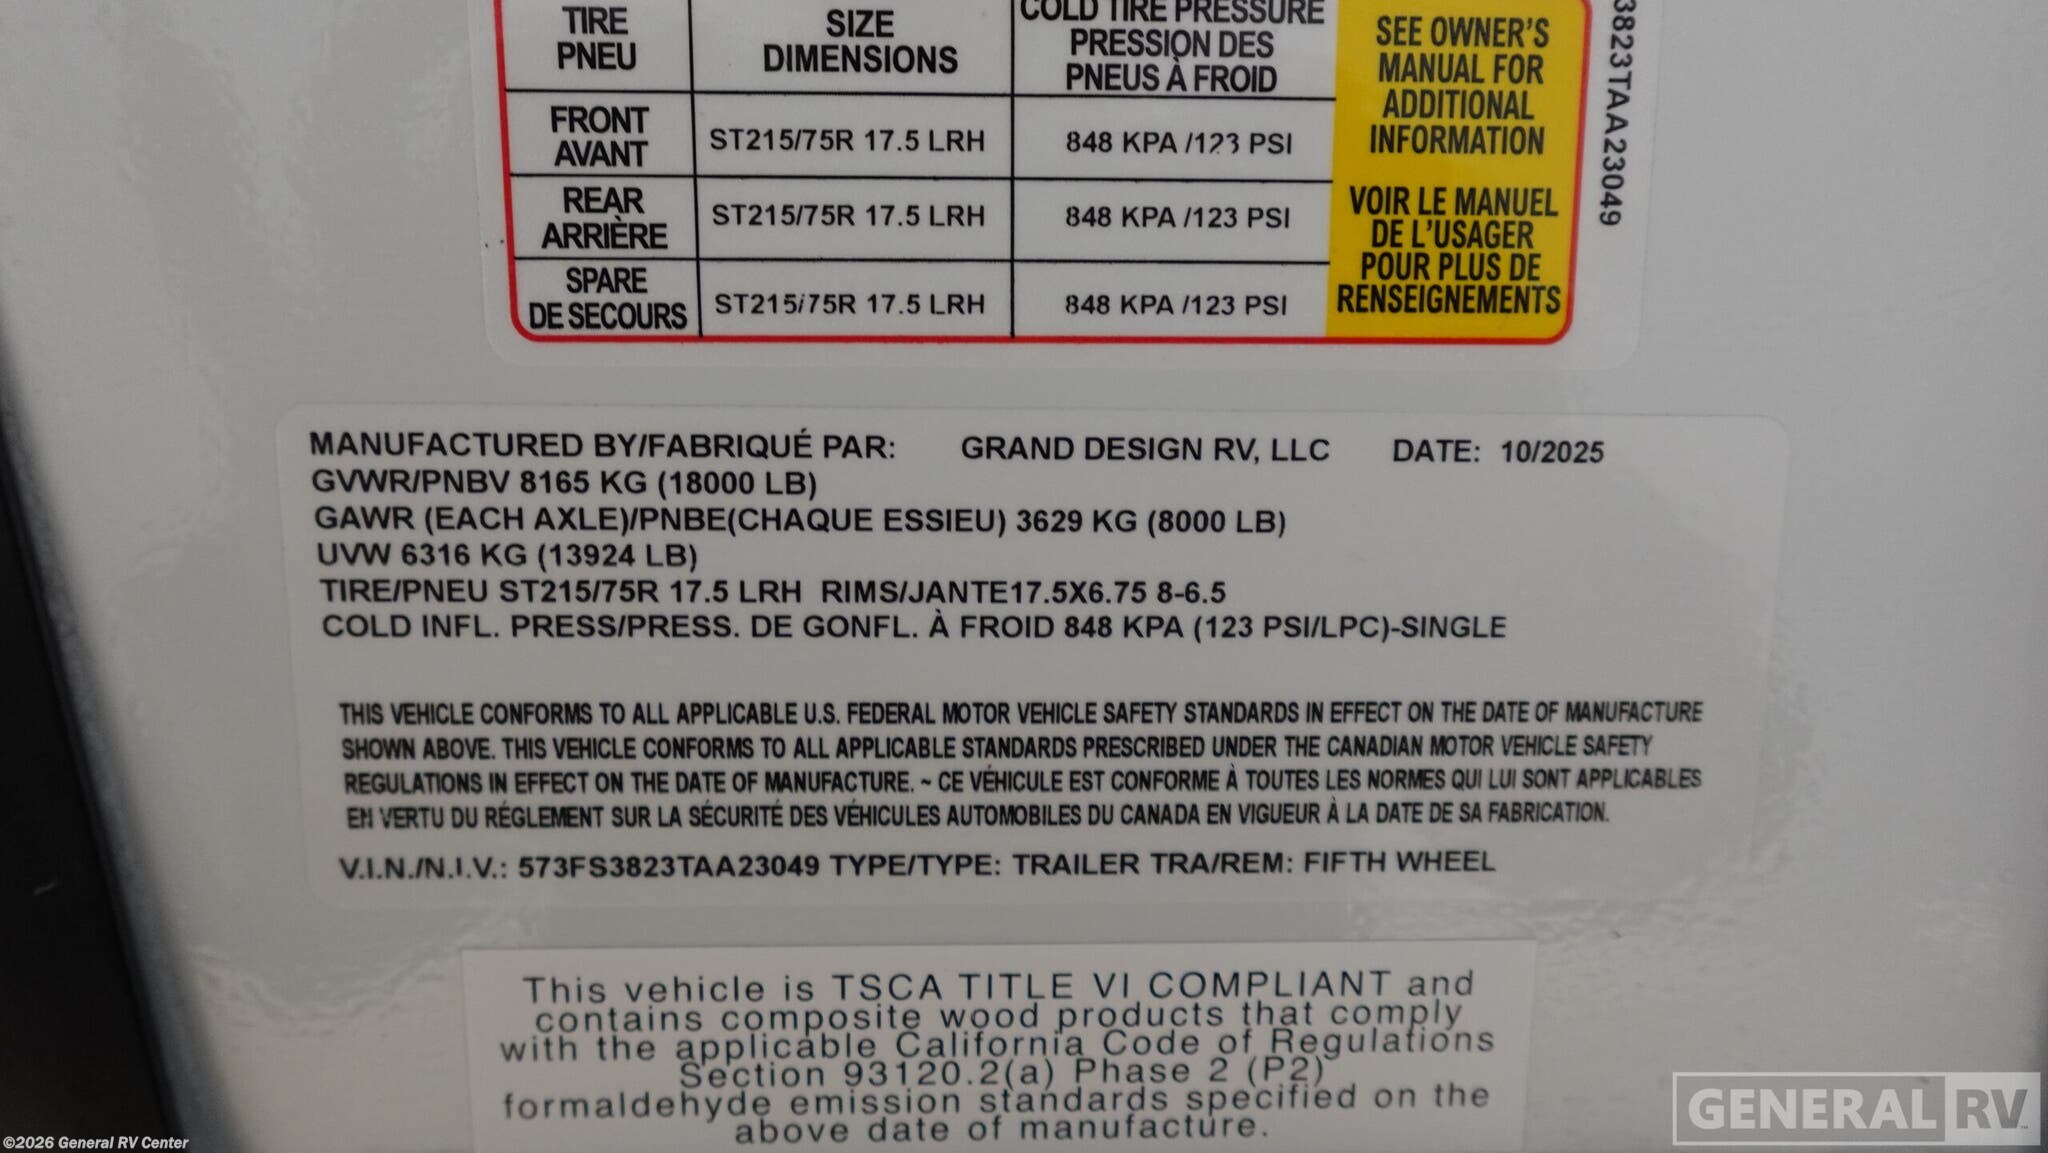 TIRE
PNEU
SIZE
DIMENSIONS
COLD TIRE PRESSURE
PRESSION DES
PNEUS À FROID
SEE OWNER'S
MANUAL FOR
ADDITIONAL
INFORMATION
VOIR LE MANUEL
DE L'USAGER
POUR PLUS DE
RENSEIGNEMENTS
FRONT
AVANT
ST215/75R 17.5 LRH
848 KPA /123 PSI
REAR
ARRIÈRE
ST215/75R 17.5 LRH
848 KPA /123 PSI
SPARE
DE SECOURS
ST215/75R 17.5 LRH
848 KPA /123 PSI
3823TAA23049
MANUFACTURED BY/FABRIQUÉ PAR: GRAND DESIGN RV, LLC DATE: 10/2025
GVWR/PNBV 8165 KG (18000 LB)
GAWR (EACH AXLE)/PNBE(CHAQUE ESSIEU) 3629 KG (8000 LB)
UVW 6316 KG (13924 LB)
TIRE/PNEU ST215/75R 17.5 LRH RIMS/JANTE17.5X6.75 8-6.5
COLD INFL. PRESS/PRESS. DE GONFL. À FROID 848 KPA (123 PSI/LPC)-SINGLE
THIS VEHICLE CONFORMS TO ALL APPLICABLE U.S. FEDERAL MOTOR VEHICLE SAFETY STANDARDS IN EFFECT ON THE DATE OF MANUFACTURE
SHOWN ABOVE. THIS VEHICLE CONFORMS TO ALL APPLICABLE STANDARDS PRESCRIBED UNDER THE CANADIAN MOTOR VEHICLE SAFETY
REGULATIONS IN EFFECT ON THE DATE OF MANUFACTURE. ~ CE VÉHICULE EST CONFORME À TOUTES LES NORMES QUI LUI SONT APPLICABLES
EN VERTU DU RÉGLEMENT SUR LA SÉCURITÉ DES VÉHICULES AUTOMOBILES DU CANADA EN VIGUEUR À LA DATE DE SA FABRICATION.
V.I.N./N.I.V.: 573FS3823TAA23049 TYPE/TYPE: TRAILER TRA/REM: FIFTH WHEEL
This vehicle is TSCA TITLE VI COMPLIANT and
contains composite wood products that comply
with the applicable California Code of Regulations
Section 93120.2(a) Phase 2 (P2)
formaldehyde emission standards specified on the
above date of manufacture.
GENERAL RV
©2026 General RV Center